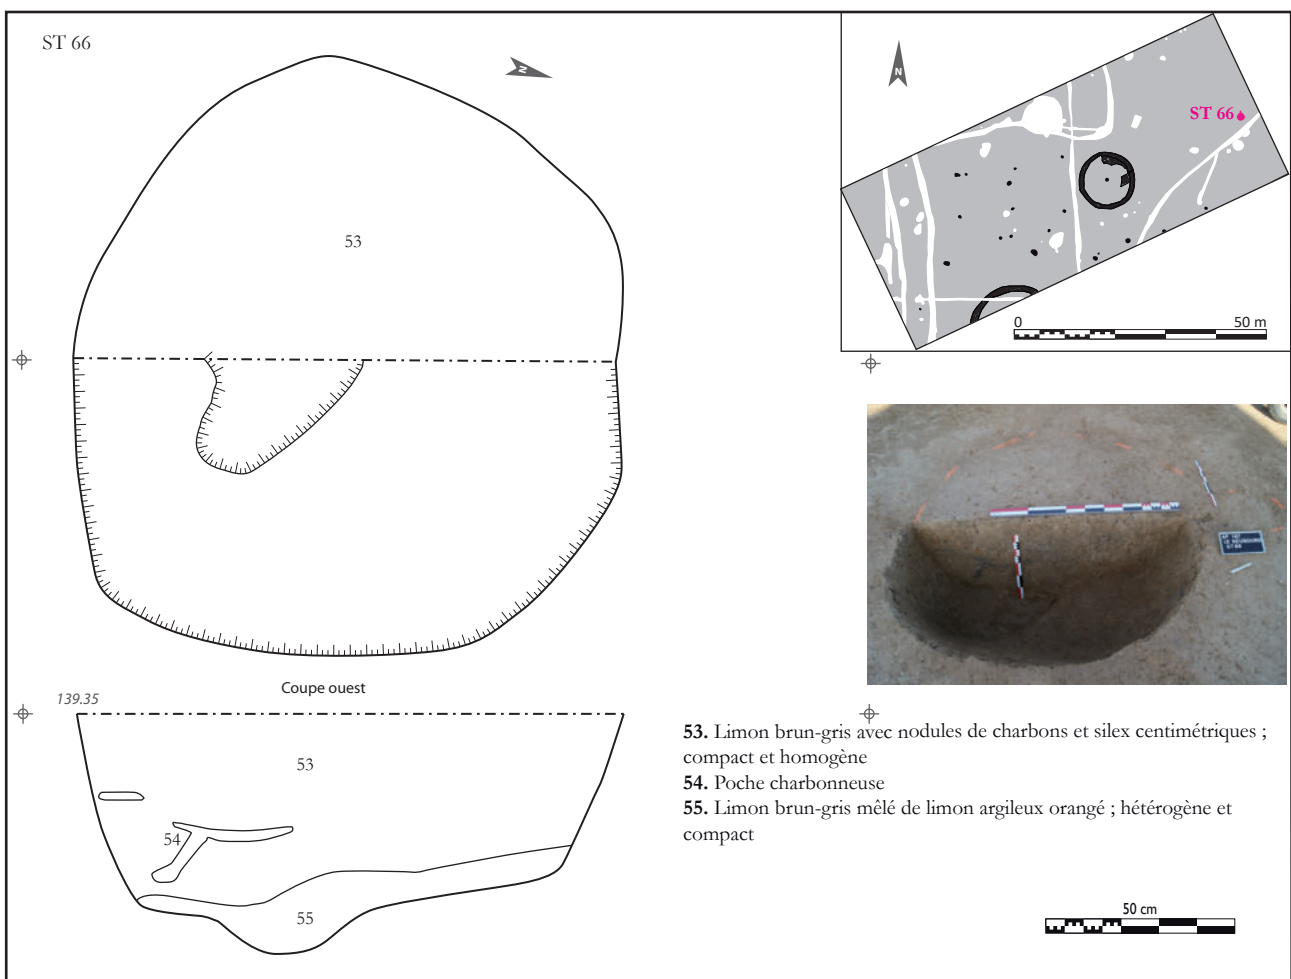 ST 66
N
N
ST 66
53
0
50 m
Coupe ouest
139.35
53
54
55
53. Limon brun-gris avec nodules de charbons et silex centimétriques ;
compact et homogène
54. Poche charbonneuse
55. Limon brun-gris mêlé de limon argileux orangé ; hétérogène et
compact
50 cm